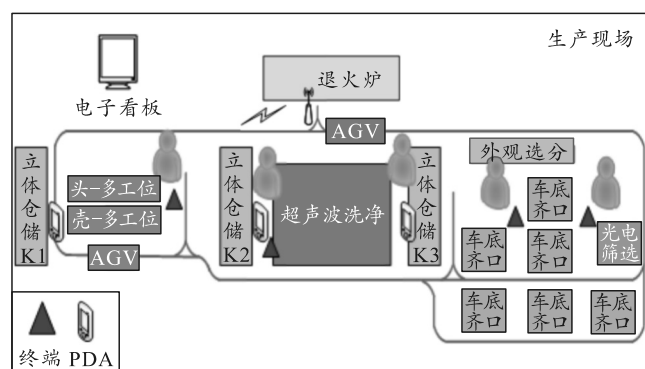 生产现场
电子看板
退火炉
AGV
立体仓储K1
头-多工位
壳-多工位
AGV
立体仓储K2
超声波洗净
立体仓储K3
外观选分
车底
齐口
车底
齐口
车底
齐口
光电
筛选
车底
齐口
车底
齐口
车底
齐口
终端 PDA